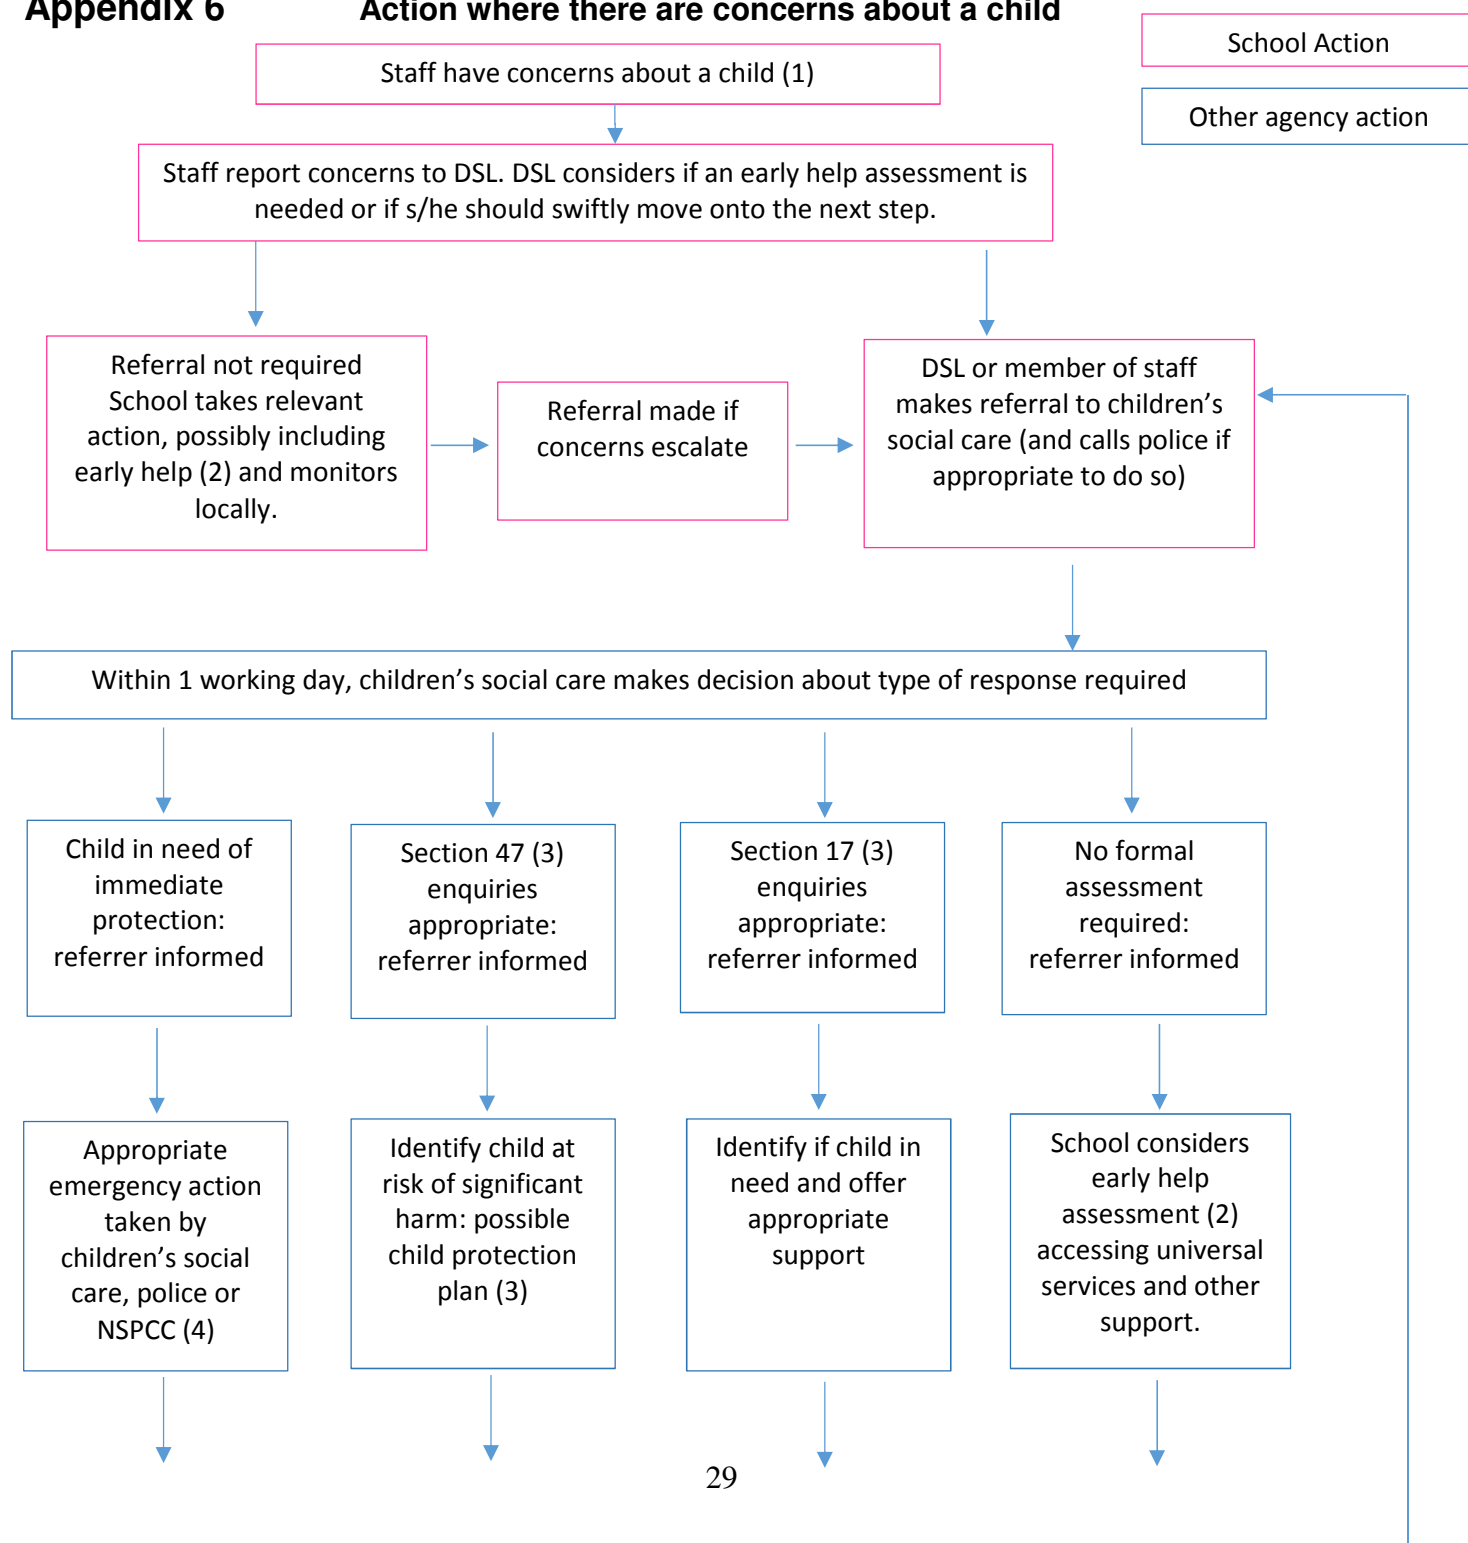 Appendix 6 Action where there are concerns about a child
School Action
Other agency action
Staff have concerns about a child (1)
Staff report concerns to DSL. DSL considers if an early help assessment is
needed or if s/he should swiftly move onto the next step.
Referral not required
School takes relevant
action, possibly including
early help (2) and monitors
locally.
Referral made if
concerns escalate
DSL or member of staff
makes referral to children’s
social care (and calls police if
appropriate to do so)
Within 1 working day, children’s social care makes decision about type of response required
Child in need of
immediate
protection:
referrer informed
Section 47 (3)
enquiries
appropriate:
referrer informed
Section 17 (3)
enquiries
appropriate:
referrer informed
No formal
assessment
required:
referrer informed
Appropriate
emergency action
taken by
children’s social
care, police or
NSPCC (4)
Identify child at
risk of significant
harm: possible
child protection
plan (3)
Identify if child in
need and offer
appropriate
support
School considers
early help
assessment (2)
accessing universal
services and other
support.
29